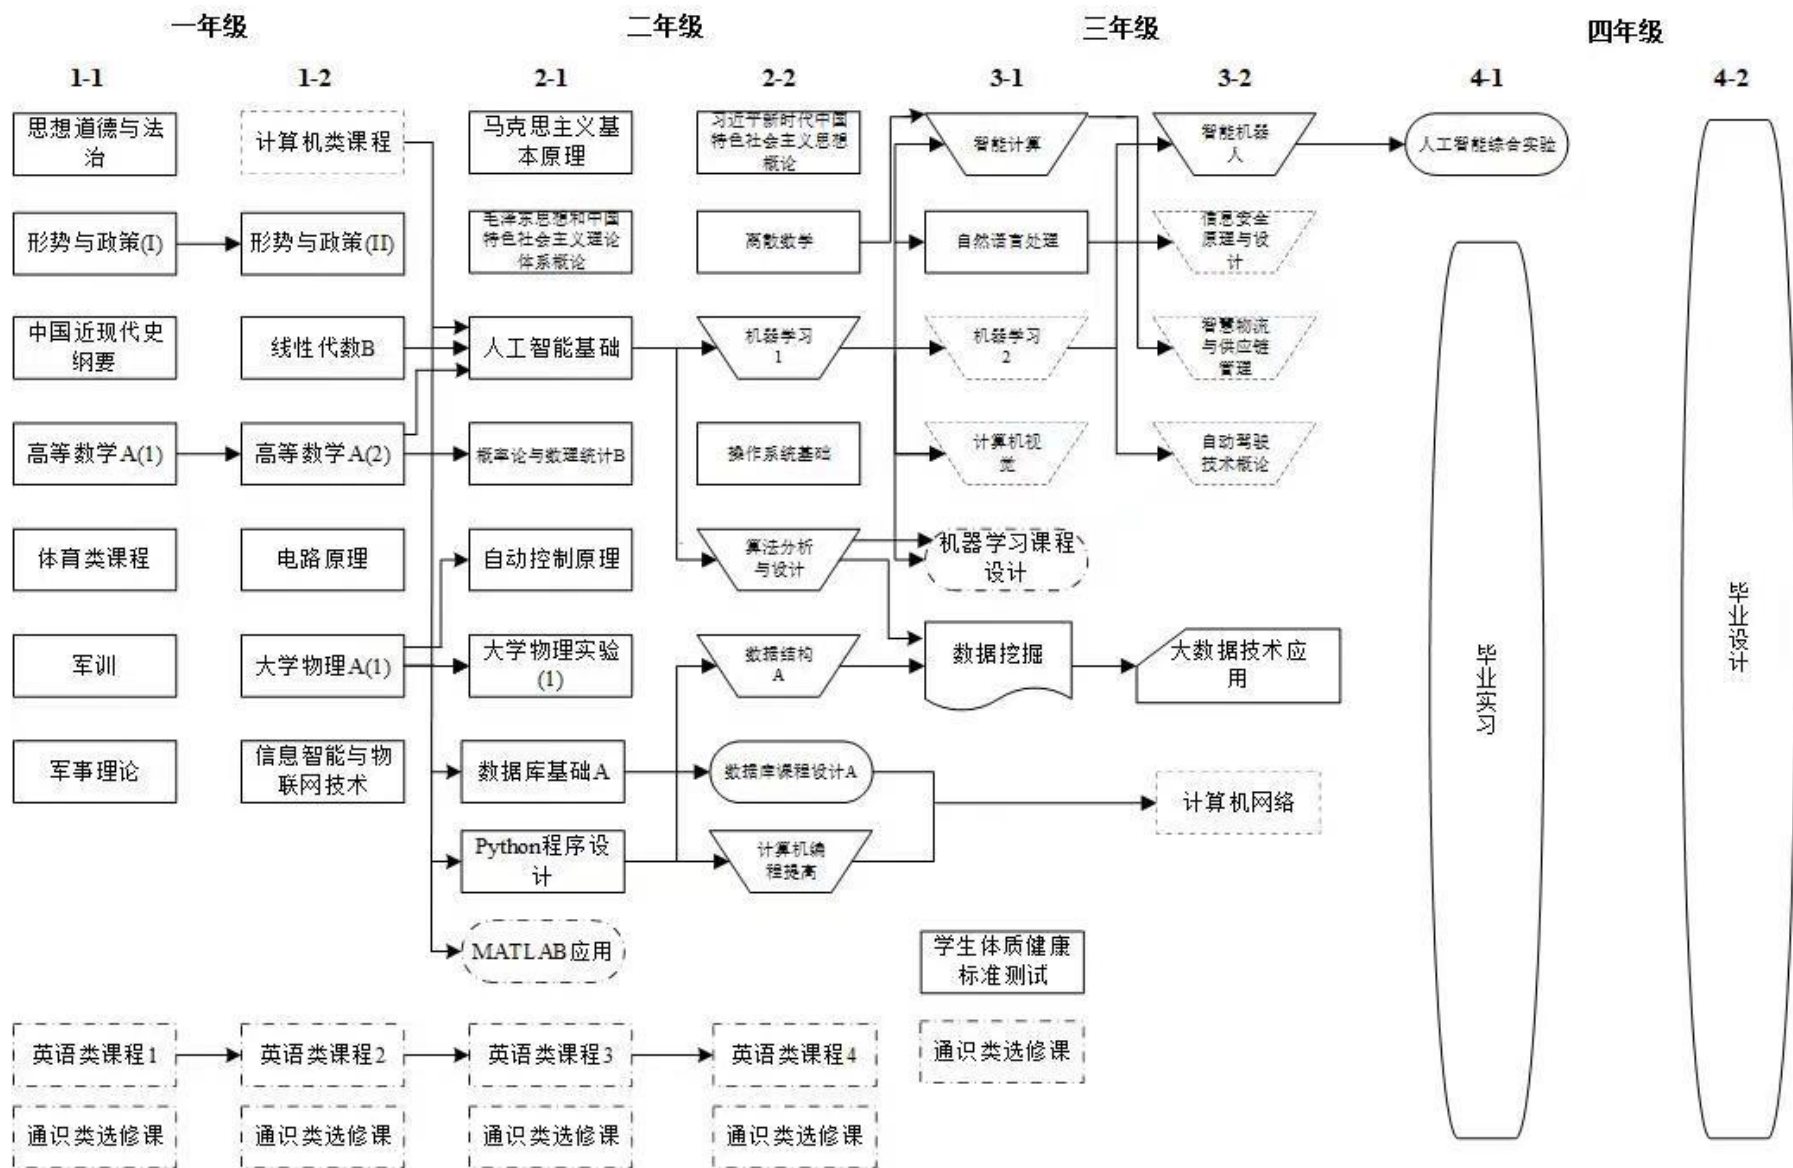 一年级
二年级
三年级
四年级
1-1
1-2
2-1
2-2
3-1
3-2
4-1
4-2
思想道德与法
治
计算机类课程
马克思主义基
本原理
习近平新时代中国
特色社会主义思想
概论
智能计算
智能机器
人
人工智能综合实验
形势与政策(I)
形势与政策(II)
毛泽东思想和中国
特色社会主义理论
体系概论
离散数学
自然语言处理
信息安全
原理与设
计
中国近现代史
纲要
线性代数B
人工智能基础
机器学习
1
机器学习
2
智慧物流
与供应链
管理
高等数学A(1)
高等数学A(2)
概率论与数理统计B
操作系统基础
计算机视
觉
自动驾驶
技术概论
体育类课程
电路原理
自动控制原理
算法分析
与设计
机器学习课程
设计
军训
大学物理A(1)
大学物理实验
(1)
数据结构
A
数据挖掘
大数据技术应
用
军事理论
信息智能与物
联网技术
数据库基础A
数据库课程设计A
计算机网络
Python程序设
计
计算机编
程提高
MATLAB应用
学生体质健康
标准测试
英语类课程1
英语类课程2
英语类课程3
英语类课程4
通识类选修课
通识类选修课
通识类选修课
通识类选修课
通识类选修课
毕业实习
毕业设计